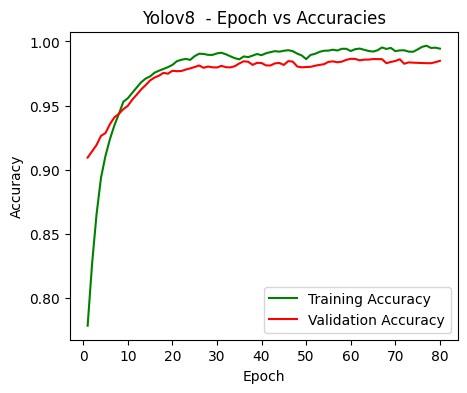 Yolov8 - Epoch vs Accuracies
1.00
0.95
0.90
0.85
0.80
Accuracy
Training Accuracy
Validation Accuracy
0 10 20 30 40 50 60 70 80
Epoch